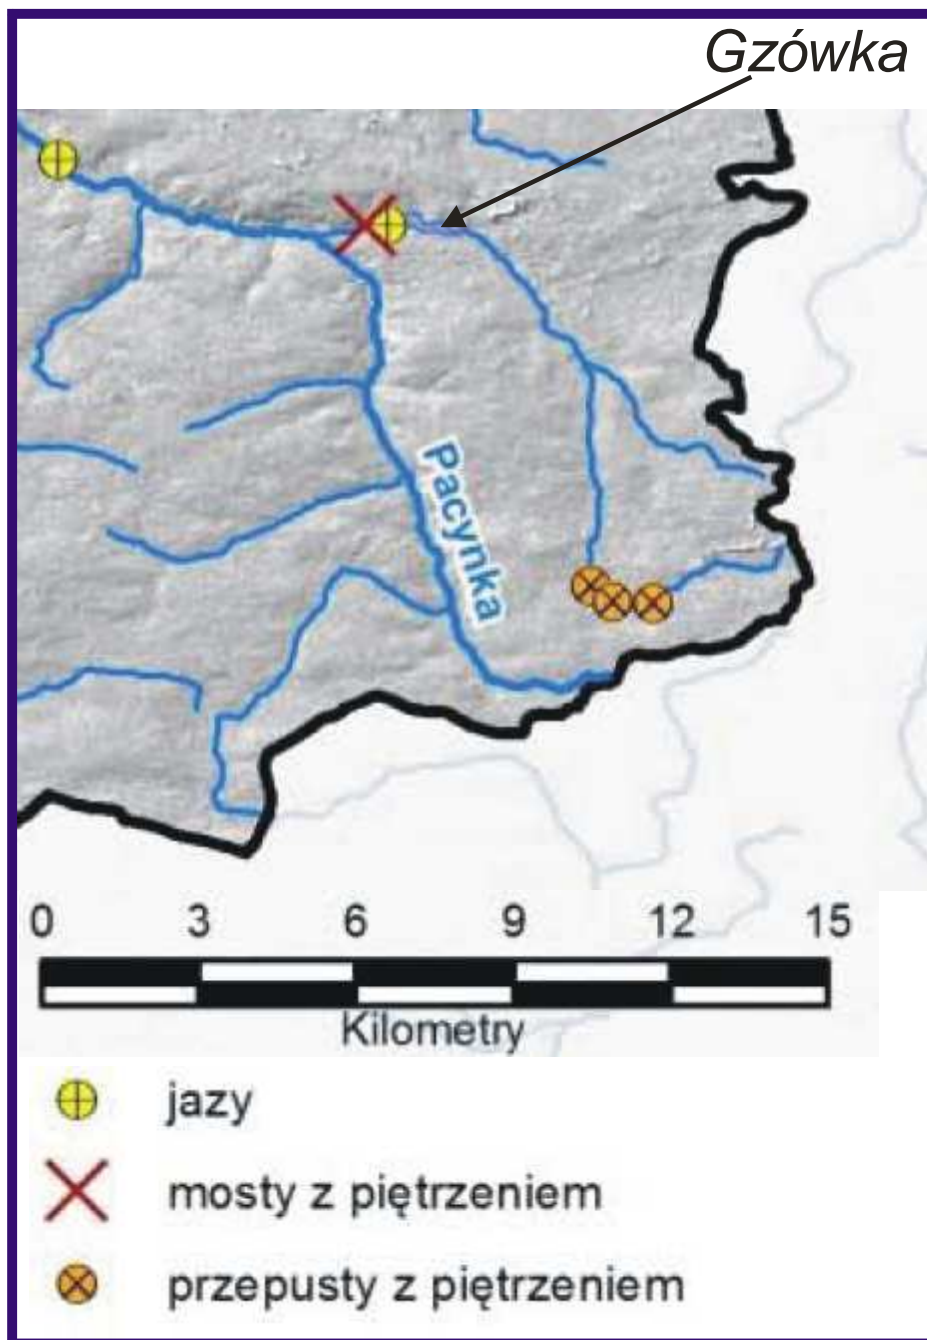 Gzówka
Pacynka
0 3 6 9 12 15
Kilometry
jazy
mosty z piętrzeniem
przepusty z piętrzeniem